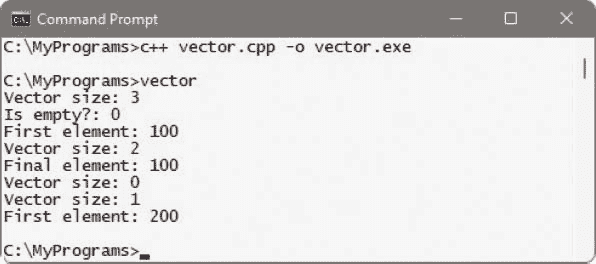 Command Prompt
C:\MyPrograms>c++ vector.cpp -o vector.exe
C:\MyPrograms>vector
Vector size: 3
Is empty?: 0
First element: 100
Vector size: 2
Final element: 100
Vector size: 0
Vector size: 1
First element: 200
C:\MyPrograms>